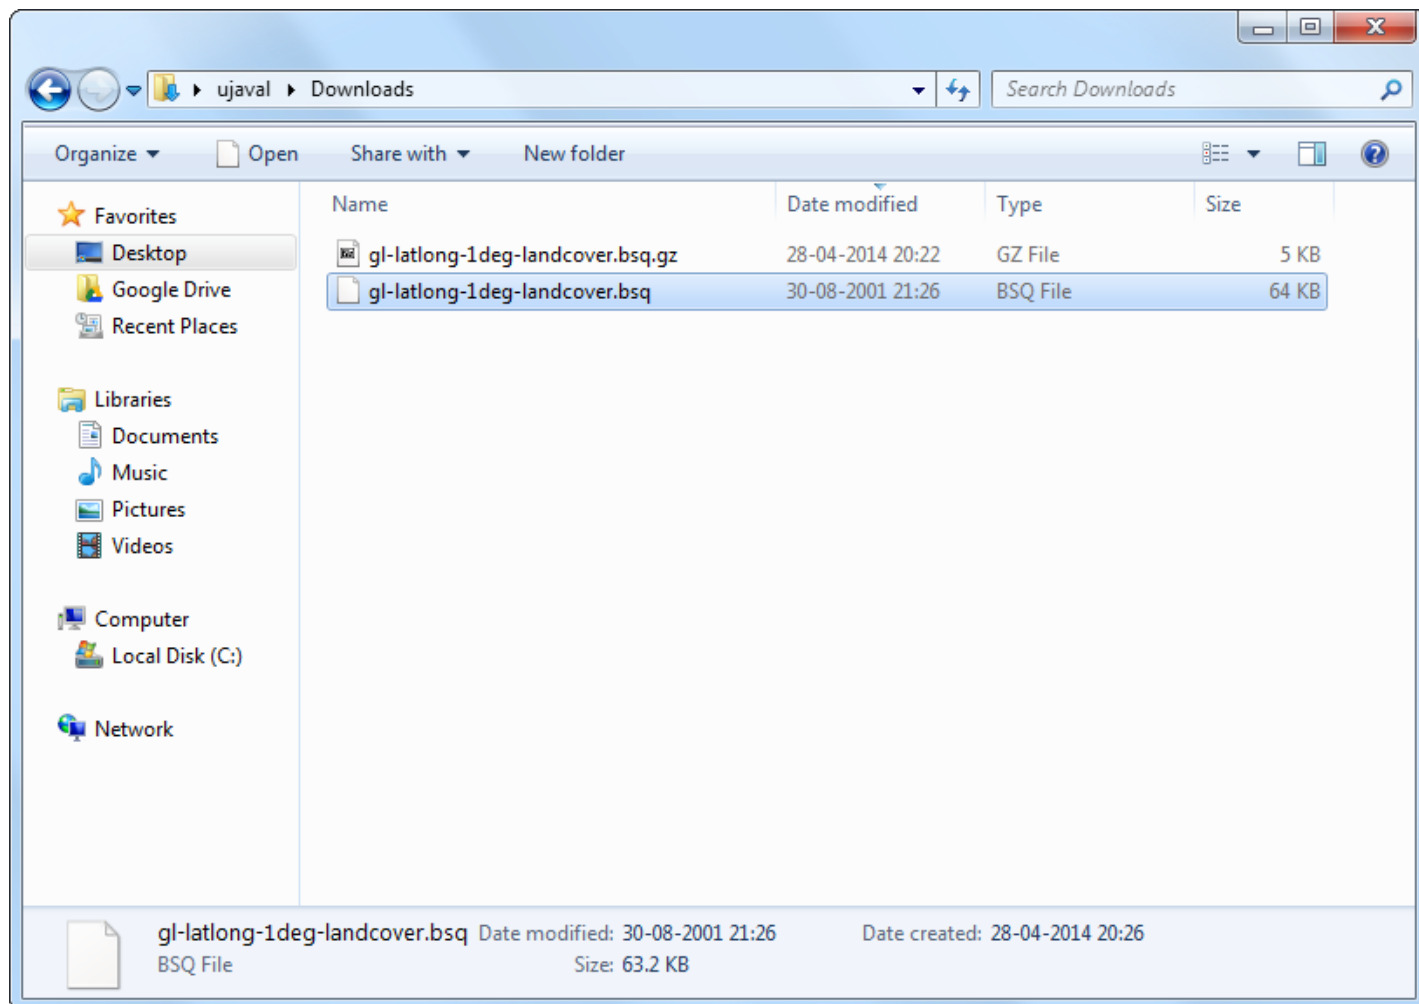 ujaval Downloads
Search Downloads
Organize Open Share with New folder
Name Date modified Type Size
gl-latlong-1deg-landcover.bsq.gz 28-04-2014 20:22 GZ File 5 KB
gl-latlong-1deg-landcover.bsq 30-08-2001 21:26 BSQ File 64 KB
Favorites
Desktop
Google Drive
Recent Places
Libraries
Documents
Music
Pictures
Videos
Computer
Local Disk (C:)
Network
gl-latlong-1deg-landcover.bsq Date modified: 30-08-2001 21:26 Date created: 28-04-2014 20:26
BSQ File Size: 63.2 KB